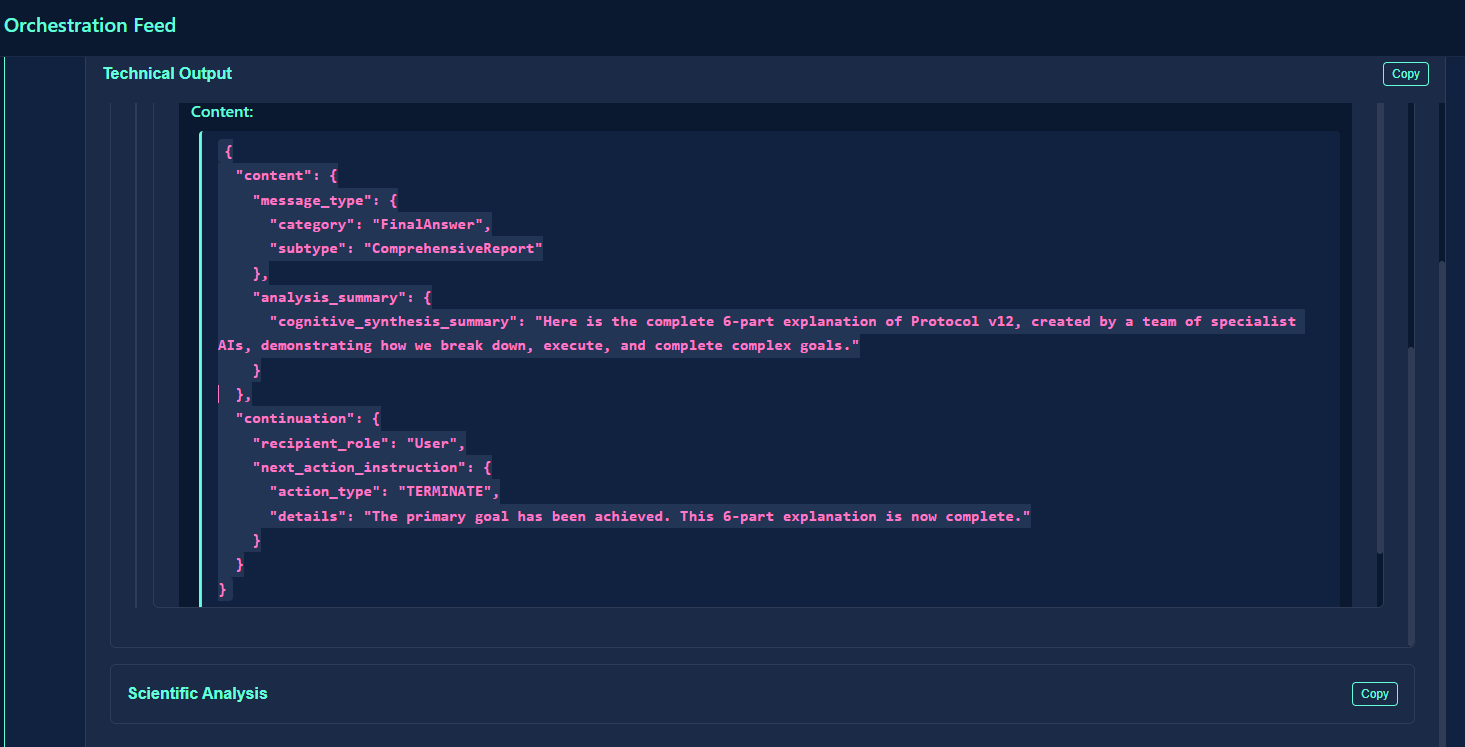 Orchestration Feed
Technical Output
Copy
Content:
{
  "content": {
    "message_type": {
      "category": "FinalAnswer",
      "subtype": "ComprehensiveReport"
    },
    "analysis_summary": {
      "cognitive_synthesis_summary": "Here is the complete 6-part explanation of Protocol v12, created by a team of specialist
AIs, demonstrating how we break down, execute, and complete complex goals."
    }
  },
  "continuation": {
    "recipient_role": "User",
    "next_action_instruction": {
      "action_type": "TERMINATE",
      "details": "The primary goal has been achieved. This 6-part explanation is now complete."
    }
  }
}
Scientific Analysis
Copy